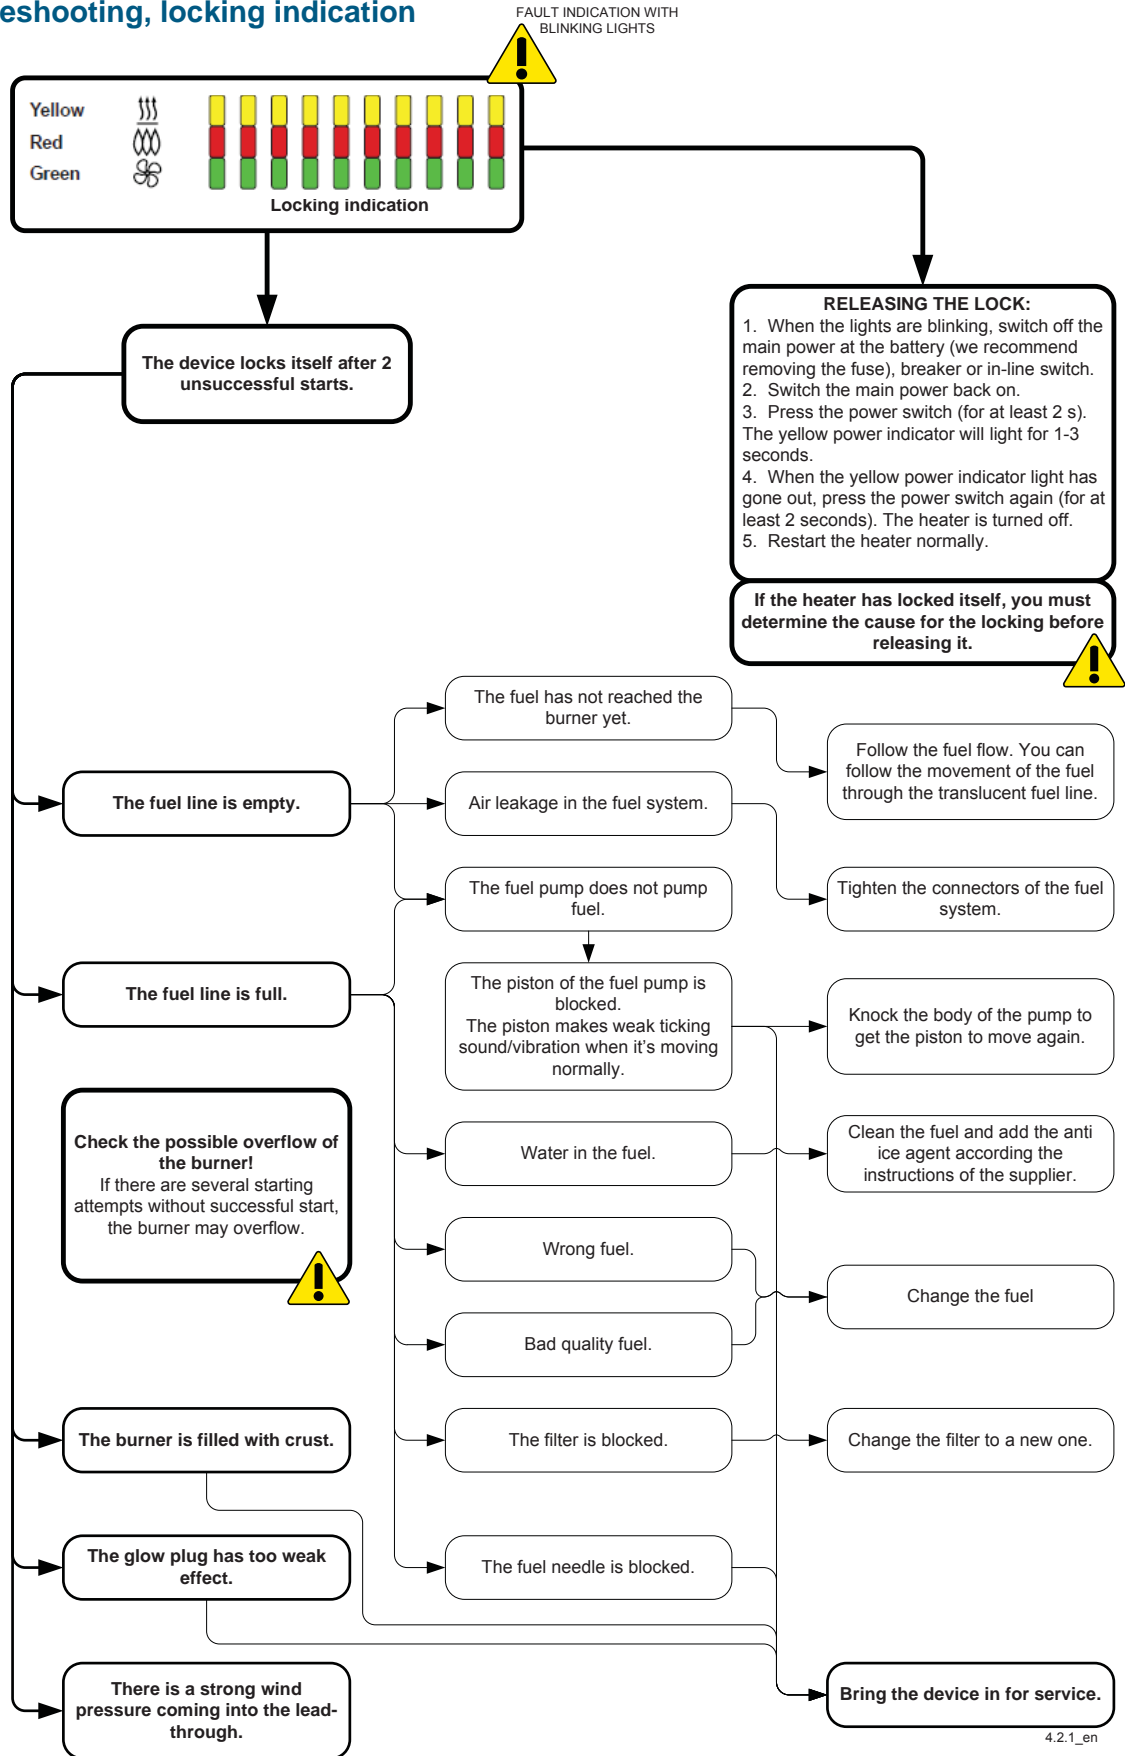 eshooting, locking indication
FAULT INDICATION WITH
BLINKING LIGHTS
Yellow
Red
Green
Locking indication
The device locks itself after 2
unsuccessful starts.
RELEASING THE LOCK:
1. When the lights are blinking, switch off the
main power at the battery (we recommend
removing the fuse), breaker or in-line switch.
2. Switch the main power back on.
3. Press the power switch (for at least 2 s).
The yellow power indicator will light for 1-3
seconds.
4. When the yellow power indicator light has
gone out, press the power switch again (for at
least 2 seconds). The heater is turned off.
5. Restart the heater normally.
If the heater has locked itself, you must
determine the cause for the locking before
releasing it.
The fuel has not reached the
burner yet.
Follow the fuel flow. You can
follow the movement of the fuel
through the translucent fuel line.
The fuel line is empty.
Air leakage in the fuel system.
The fuel pump does not pump
fuel.
Tighten the connectors of the fuel
system.
The fuel line is full.
The piston of the fuel pump is
blocked.
The piston makes weak ticking
sound/vibration when it's moving
normally.
Knock the body of the pump to
get the piston to move again.
Check the possible overflow of
the burner!
If there are several starting
attempts without successful start,
the burner may overflow.
Water in the fuel.
Clean the fuel and add the anti
ice agent according the
instructions of the supplier.
Wrong fuel.
Change the fuel
Bad quality fuel.
The burner is filled with crust.
The filter is blocked.
Change the filter to a new one.
The glow plug has too weak
effect.
The fuel needle is blocked.
There is a strong wind
pressure coming into the lead-
through.
Bring the device in for service.
4.2.1_en